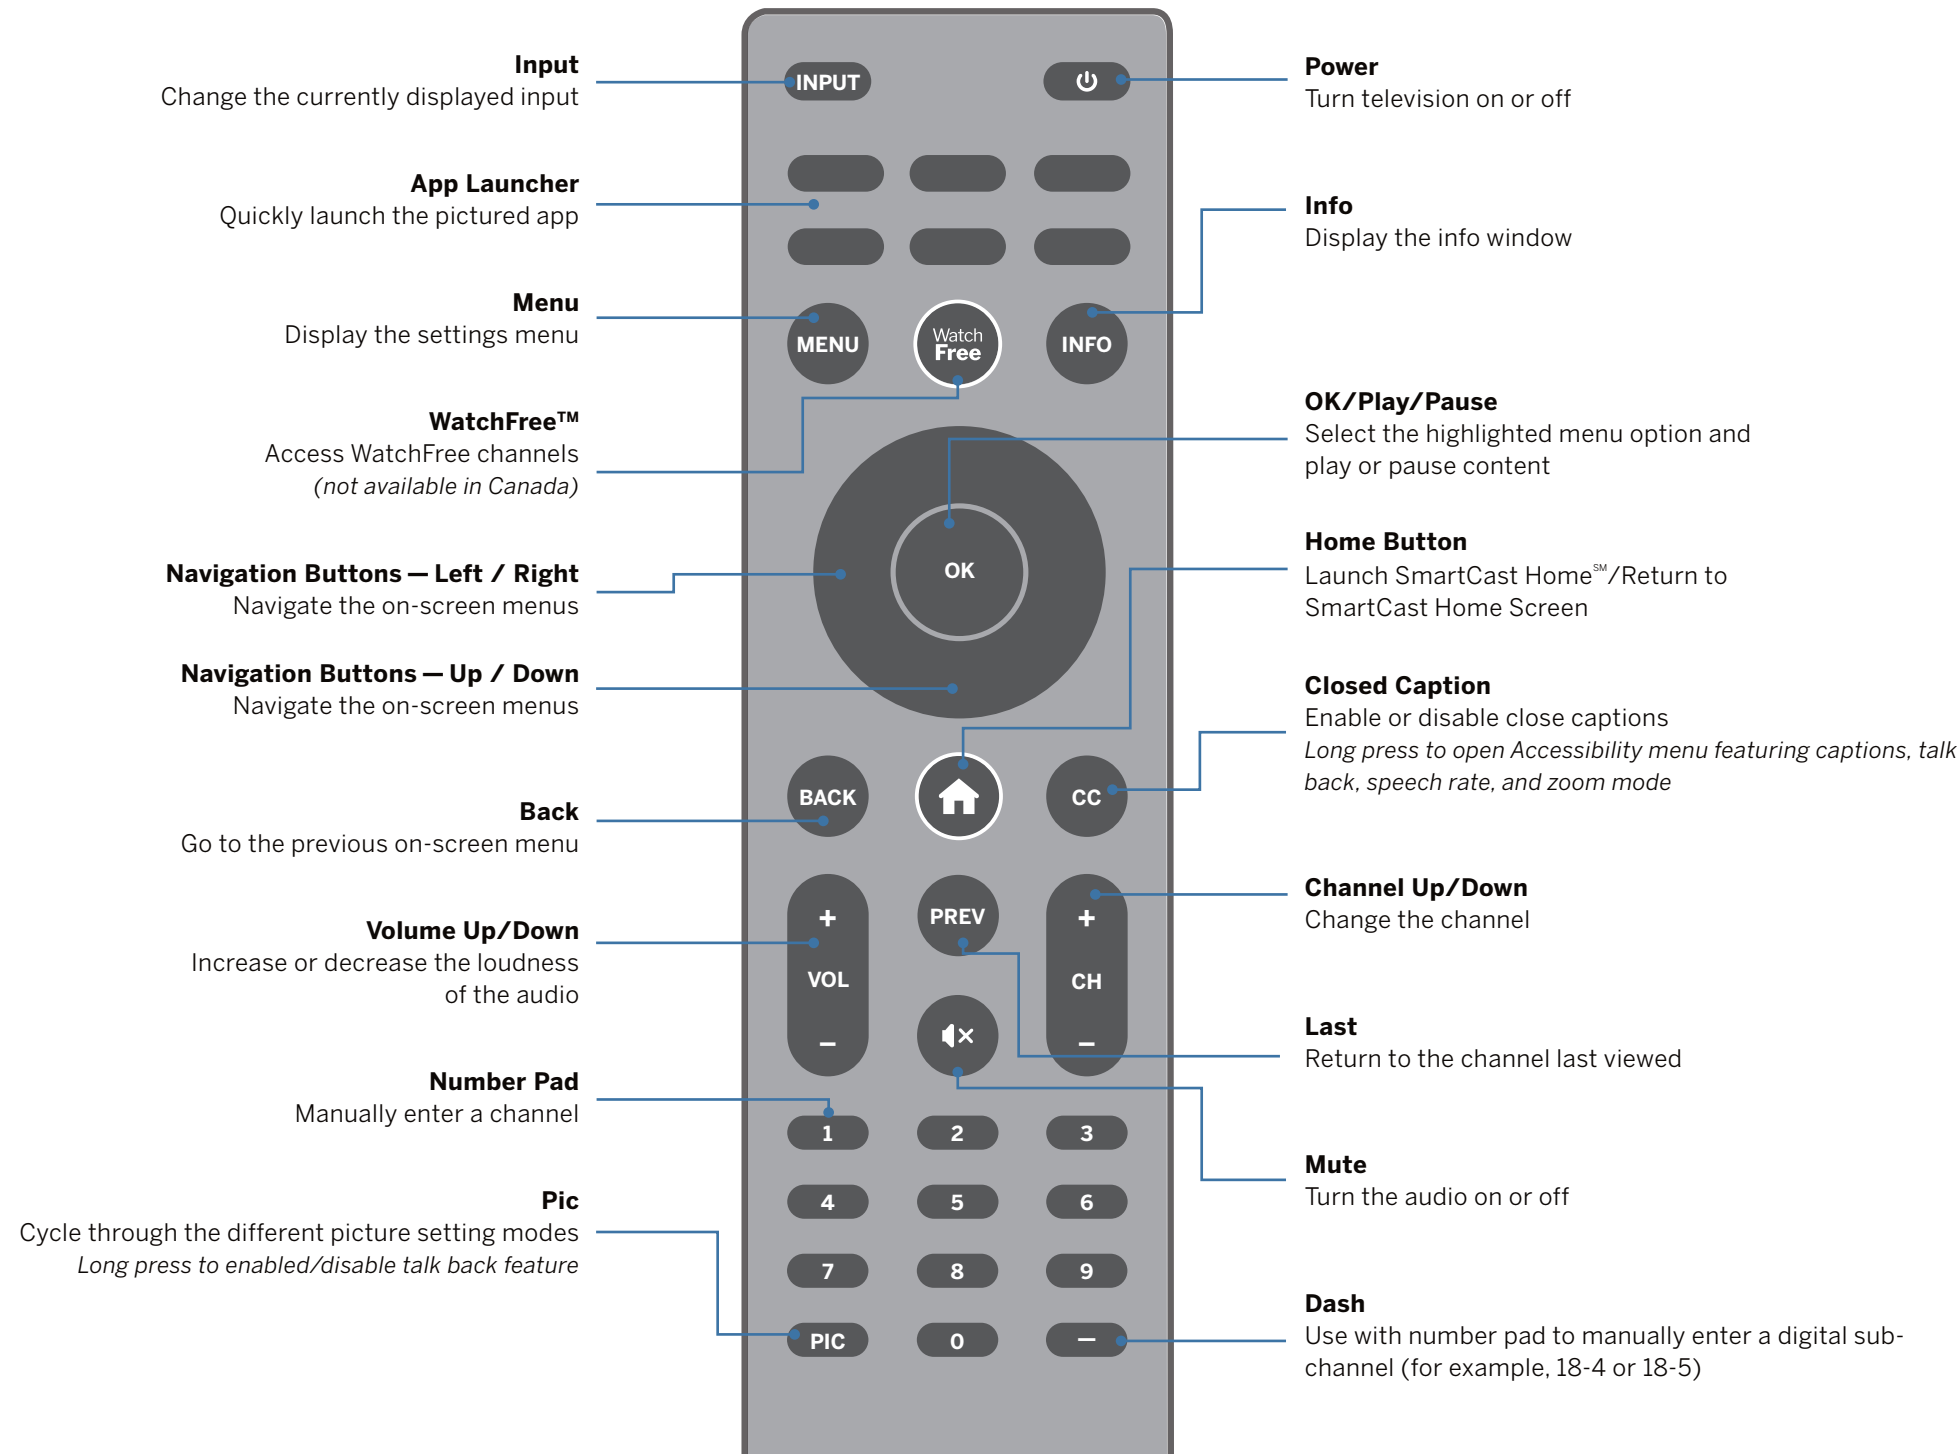 Input
Change the currently displayed input
App Launcher
Quickly launch the pictured app
Menu
Display the settings menu
WatchFree™
Access WatchFree channels
(not available in Canada)
Navigation Buttons — Left / Right
Navigate the on-screen menus
Navigation Buttons — Up / Down
Navigate the on-screen menus
Back
Go to the previous on-screen menu
Volume Up/Down
Increase or decrease the loudness
of the audio
Number Pad
Manually enter a channel
Pic
Cycle through the different picture setting modes
Long press to enabled/disable talk back feature
INPUT
MENU
Watch
Free
INFO
OK
BACK
CC
+
VOL
–
PREV
+
CH
–
1 2 3
4 5 6
7 8 9
PIC 0 –
Power
Turn television on or off
Info
Display the info window
OK/Play/Pause
Select the highlighted menu option and
play or pause content
Home Button
Launch SmartCast Home℠/Return to
SmartCast Home Screen
Closed Caption
Enable or disable close captions
Long press to open Accessibility menu featuring captions, talk
back, speech rate, and zoom mode
Channel Up/Down
Change the channel
Last
Return to the channel last viewed
Mute
Turn the audio on or off
Dash
Use with number pad to manually enter a digital sub-
channel (for example, 18-4 or 18-5)